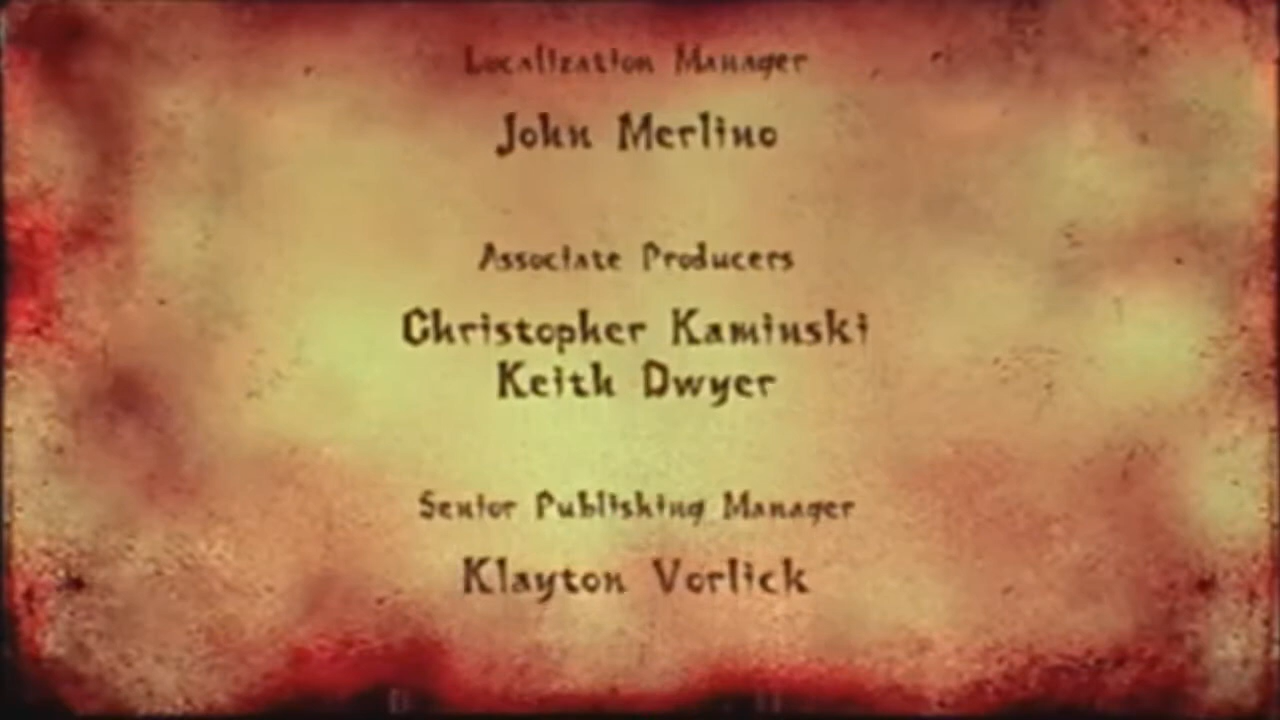 Localization Manager
John Merlino
Associate Producers
Christopher Kaminski
Keith Dwyer
Senior Publishing Manager
Klayton Vorlick